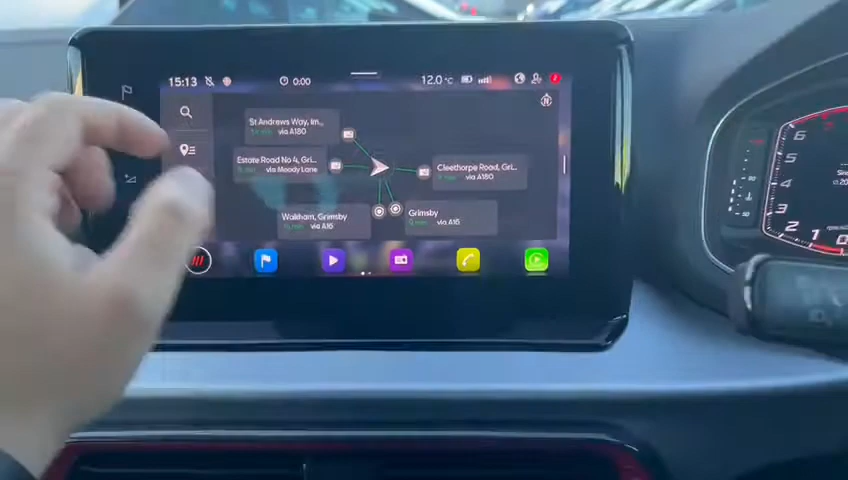 15:13
0:00
12.0 °C
St Andrews Way, Im...
via A180
Estate Road No 4, Gri...
via Moody Lane
Cleethorpe Road, Gri...
via A180
Waltham, Grimsby
via A16
Grimsby
via A16